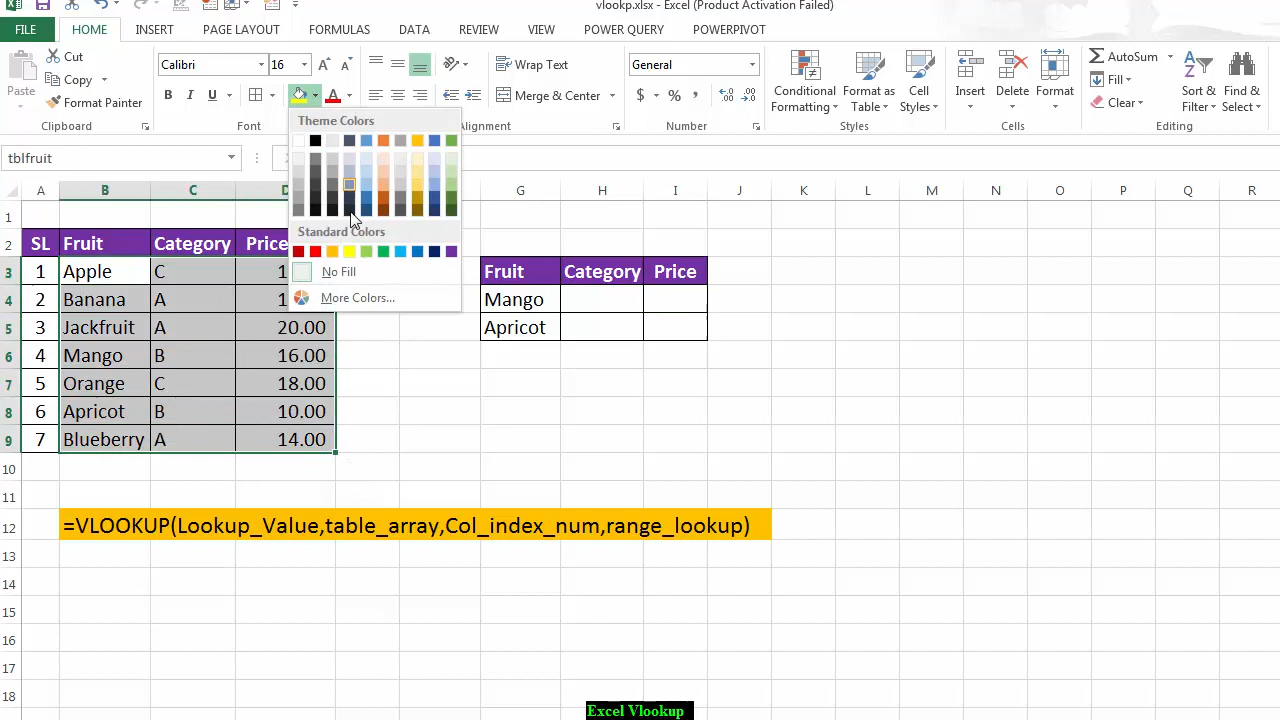 vlookp.xlsx - Excel (Product Activation Failed)
FILE HOME INSERT PAGE LAYOUT FORMULAS DATA REVIEW VIEW POWER QUERY POWERPIVOT
Paste
Cut
Copy
Format Painter
Clipboard
Calibri 16
B I U
Font
Wrap Text
Merge & Center
Alignment
General
$ % ,
Number
Conditional Formatting
Format as Table
Cell Styles
Styles
Insert Delete Format
Cells
AutoSum
Fill
Clear
Sort & Filter
Find & Select
Editing
tblfruit
Theme Colors
Standard Colors
No Fill
More Colors...
A B C D G H I J K L M N O P Q R
1
2 SL Fruit Category Price
3 1 Apple C 1 Fruit Category Price
4 2 Banana A 1 Mango
5 3 Jackfruit A 20.00 Apricot
6 4 Mango B 16.00
7 5 Orange C 18.00
8 6 Apricot B 10.00
9 7 Blueberry A 14.00
10
11
12 =VLOOKUP(Lookup_Value,table_array,Col_index_num,range_lookup)
13
14
15
16
17
18
Excel Vlookup